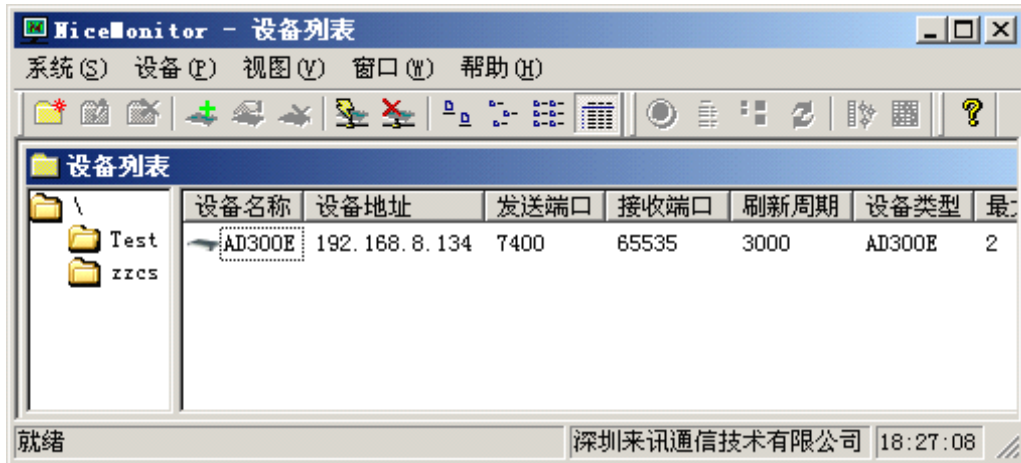 NiceMonitor - 设备列表
系统(S) 设备(P) 视图(V) 窗口(W) 帮助(H)
设备列表
\
Test
zzcs
设备名称 设备地址 发送端口 接收端口 刷新周期 设备类型
AD300E 192.168.8.134 7400 65535 3000 AD300E 2
就绪 深圳来讯通信技术有限公司 18:27:08